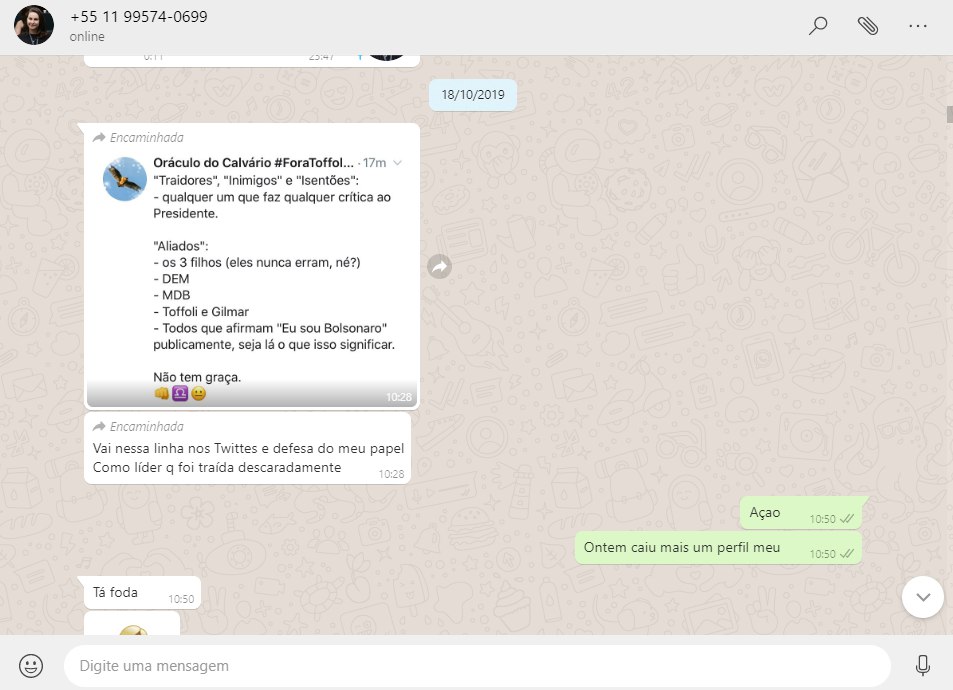 +55 11 99574-0699
online
0:11 23:47
18/10/2019
Encaminhada
Oráculo do Calvário #ForaToffol... · 17m
"Traidores", "Inimigos" e "Isentões":
- qualquer um que faz qualquer crítica ao
Presidente.
"Aliados":
- os 3 filhos (eles nunca erram, né?)
- DEM
- MDB
- Toffoli e Gilmar
- Todos que afirmam "Eu sou Bolsonaro"
publicamente, seja lá o que isso significar.
Não tem graça.
10:28
Encaminhada
Vai nessa linha nos Twittes e defesa do meu papel
Como líder q foi traída descaradamente
10:28
Açao
10:50
Ontem caiu mais um perfil meu
10:50
Tá foda
10:50
Digite uma mensagem